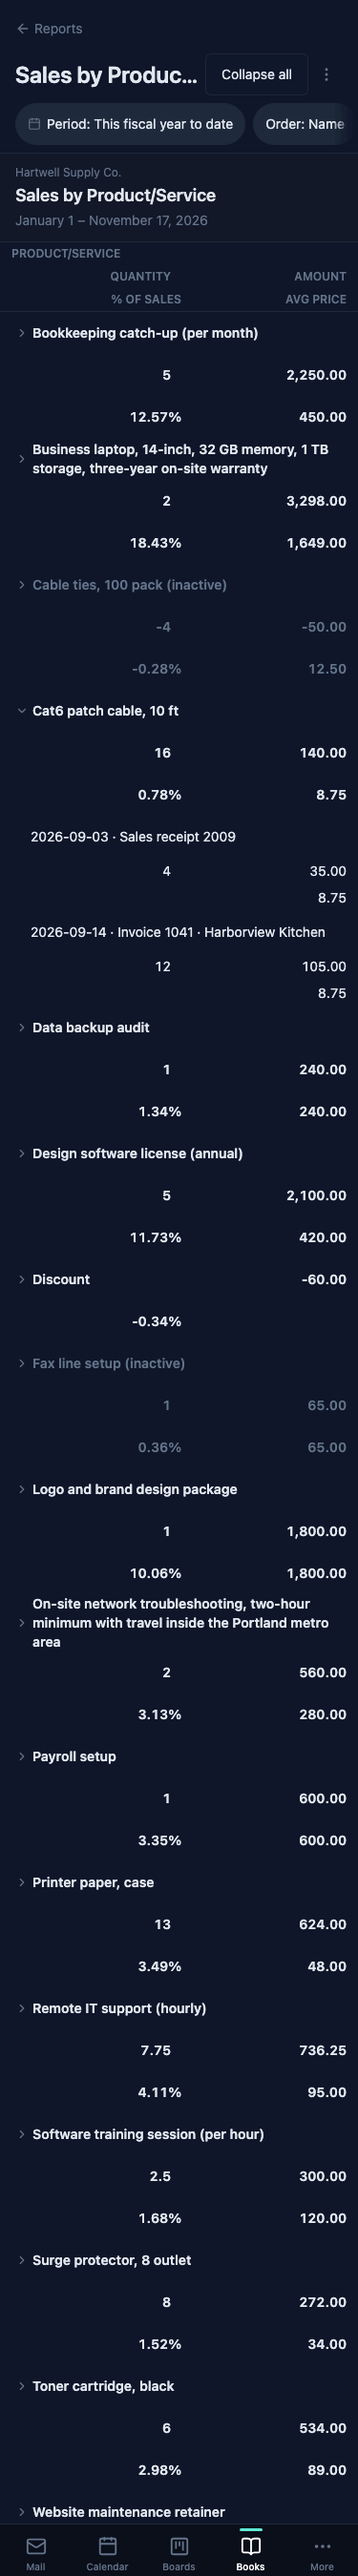 Reports
Sales by Produc... Collapse all
Period: This fiscal year to date Order: Name
Hartwell Supply Co.
Sales by Product/Service
January 1 – November 17, 2026
PRODUCT/SERVICE
QUANTITY AMOUNT
% OF SALES AVG PRICE
Bookkeeping catch-up (per month)
5 2,250.00
12.57% 450.00
Business laptop, 14-inch, 32 GB memory, 1 TB
storage, three-year on-site warranty
2 3,298.00
18.43% 1,649.00
Cable ties, 100 pack (inactive)
-4 -50.00
-0.28% 12.50
Cat6 patch cable, 10 ft
16 140.00
0.78% 8.75
2026-09-03 · Sales receipt 2009
4 35.00
8.75
2026-09-14 · Invoice 1041 · Harborview Kitchen
12 105.00
8.75
Data backup audit
1 240.00
1.34% 240.00
Design software license (annual)
5 2,100.00
11.73% 420.00
Discount -60.00
-0.34%
Fax line setup (inactive)
1 65.00
0.36% 65.00
Logo and brand design package
1 1,800.00
10.06% 1,800.00
On-site network troubleshooting, two-hour
minimum with travel inside the Portland metro
area
2 560.00
3.13% 280.00
Payroll setup
1 600.00
3.35% 600.00
Printer paper, case
13 624.00
3.49% 48.00
Remote IT support (hourly)
7.75 736.25
4.11% 95.00
Software training session (per hour)
2.5 300.00
1.68% 120.00
Surge protector, 8 outlet
8 272.00
1.52% 34.00
Toner cartridge, black
6 534.00
2.98% 89.00
Website maintenance retainer
Mail Calendar Boards Books More